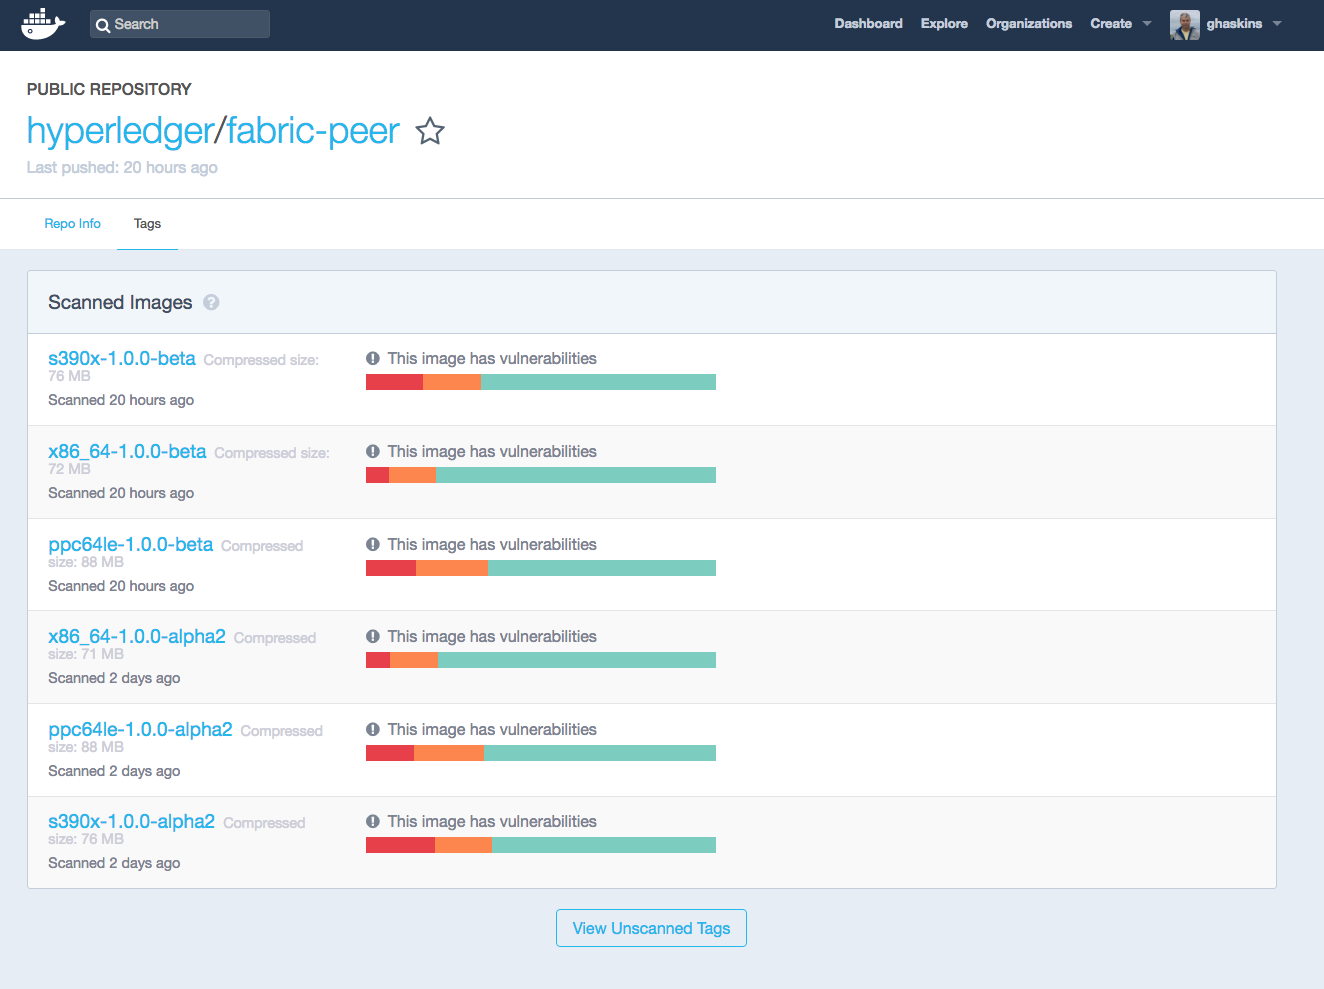 Search
Dashboard Explore Organizations Create ghaskins
PUBLIC REPOSITORY
hyperledger/fabric-peer
Last pushed: 20 hours ago
Repo Info Tags
Scanned Images ?
s390x-1.0.0-beta Compressed size:
76 MB
Scanned 20 hours ago
! This image has vulnerabilities
x86_64-1.0.0-beta Compressed size:
72 MB
Scanned 20 hours ago
! This image has vulnerabilities
ppc64le-1.0.0-beta Compressed
size: 88 MB
Scanned 20 hours ago
! This image has vulnerabilities
x86_64-1.0.0-alpha2 Compressed
size: 71 MB
Scanned 2 days ago
! This image has vulnerabilities
ppc64le-1.0.0-alpha2 Compressed
size: 88 MB
Scanned 2 days ago
! This image has vulnerabilities
s390x-1.0.0-alpha2 Compressed
size: 76 MB
Scanned 2 days ago
! This image has vulnerabilities
View Unscanned Tags